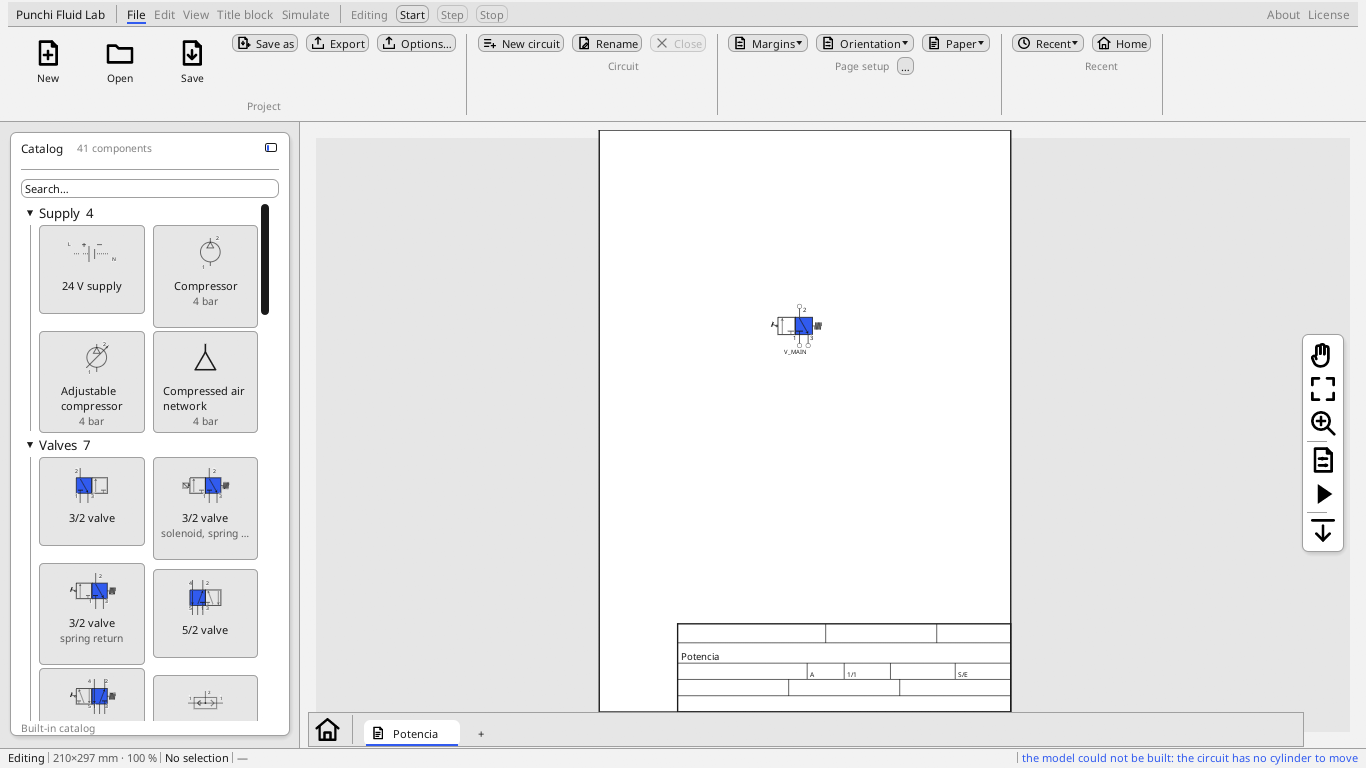 Punchi Fluid Lab File Edit View Title block Simulate Editing Start Step Stop About License
New Open Save Save as Export Options...
Project
New circuit Rename Close
Circuit
Margins Orientation Paper
Page setup ...
Recent Home
Recent
Catalog 41 components
Search...
Supply 4
24 V supply
Compressor
4 bar
Adjustable compressor
4 bar
Compressed air network
4 bar
Valves 7
3/2 valve
3/2 valve
solenoid, spring ...
3/2 valve
spring return
5/2 valve
Built-in catalog
2
1 3
V_MAIN
Potencia
A 1/1 S/E
Potencia +
Editing 210×297 mm · 100 % No selection —
the model could not be built: the circuit has no cylinder to move